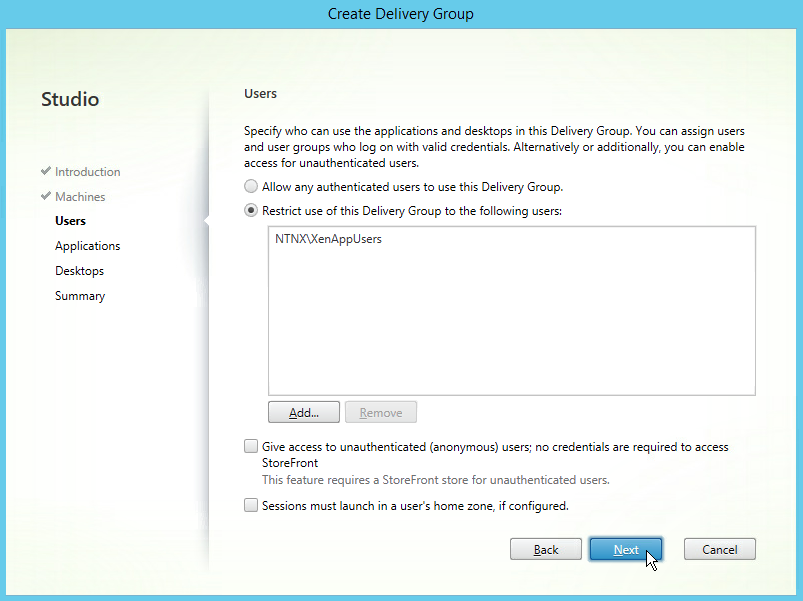 Create Delivery Group
Studio
Introduction
Machines
Users
Applications
Desktops
Summary
Users
Specify who can use the applications and desktops in this Delivery Group. You can assign users
and user groups who log on with valid credentials. Alternatively or additionally, you can enable
access for unauthenticated users.
Allow any authenticated users to use this Delivery Group.
Restrict use of this Delivery Group to the following users:
NTNX\XenAppUsers
Add...
Remove
Give access to unauthenticated (anonymous) users; no credentials are required to access
StoreFront
This feature requires a StoreFront store for unauthenticated users.
Sessions must launch in a user's home zone, if configured.
Back
Next
Cancel